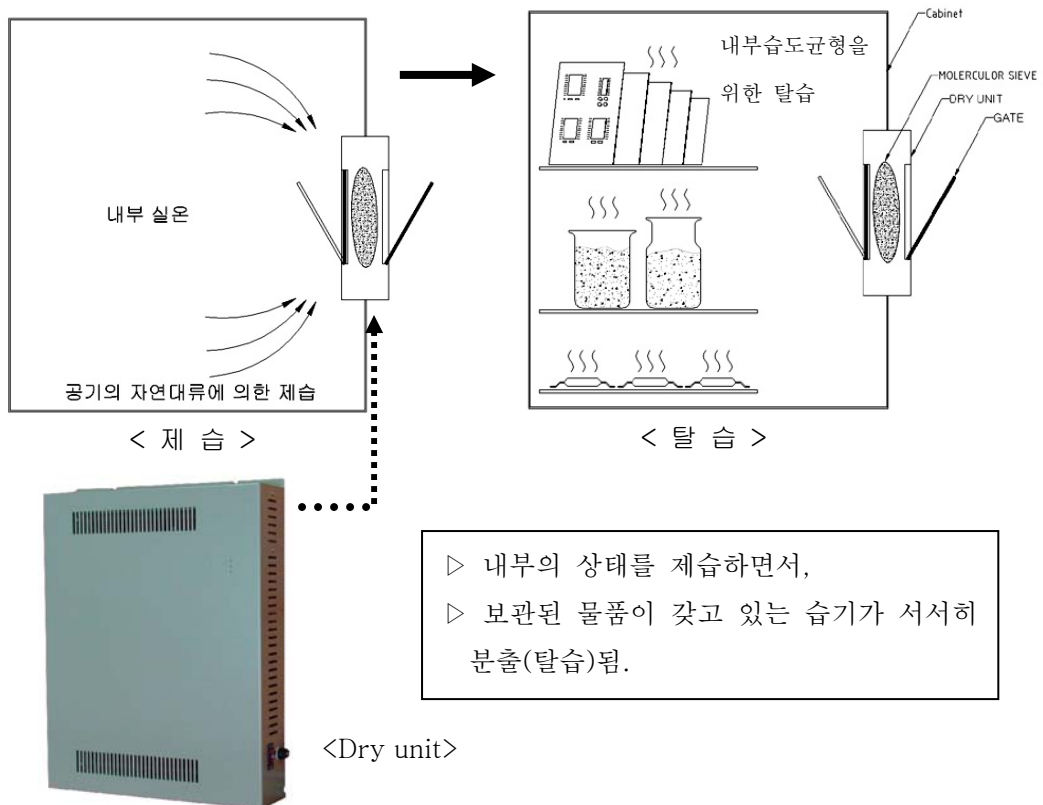 내부 실온
공기의 자연대류에 의한 제습
< 제 습 >
내부습도균형을
위한 탈습
Cabinet
MOLERCULOR SIEVE
DRY UNIT
GATE
< 탈 습 >
▷ 내부의 상태를 제습하면서,
▷ 보관된 물품이 갖고 있는 습기가 서서히
분출(탈습)됨.
<Dry unit>